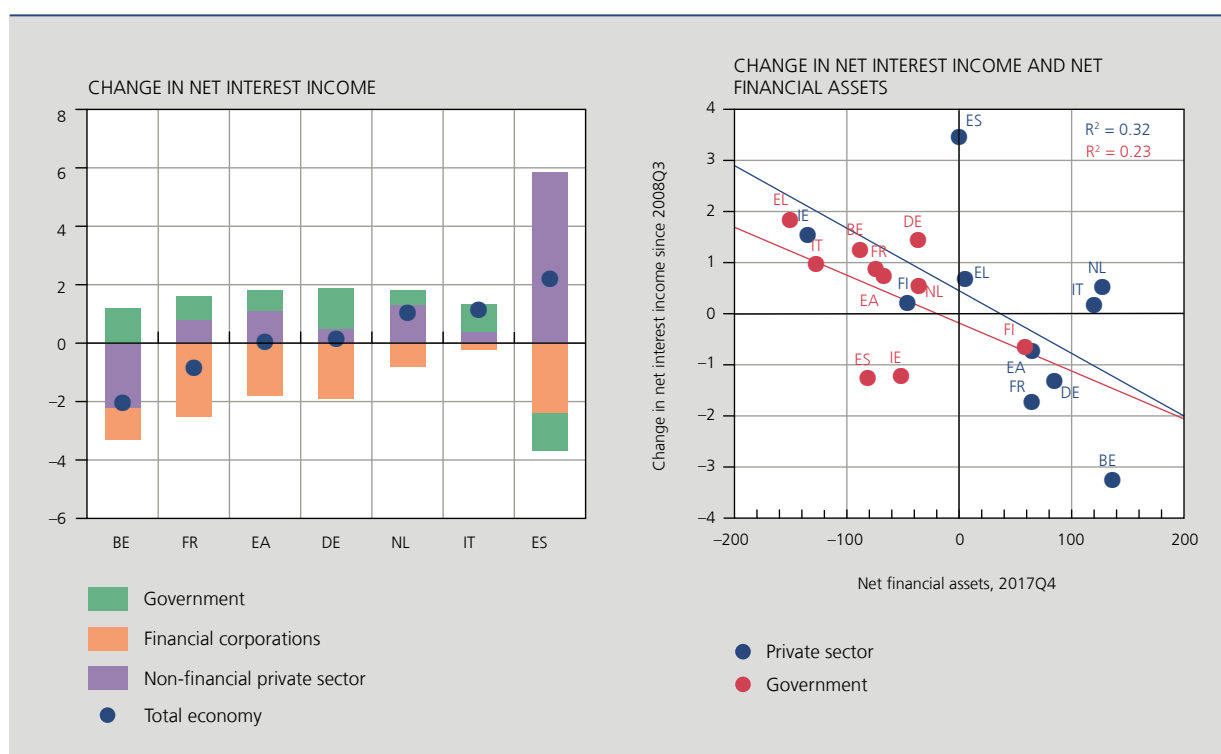 CHANGE IN NET INTEREST INCOME
8
6
4
2
0
−2
−4
−6
BE FR EA DE NL IT ES
Government
Financial corporations
Non-financial private sector
Total economy
CHANGE IN NET INTEREST INCOME AND NET
FINANCIAL ASSETS
Change in net interest income since 2008Q3
4
3
2
1
0
−1
−2
−3
−4
R² = 0.32
R² = 0.23
ES
EL
IE
BE
DE
IT
FR
EL
NL
FI
IT
EA
NL
FI
ES
IE
EA
FR
DE
BE
−200 −100 0 100 200
Net financial assets, 2017Q4
Private sector
Government